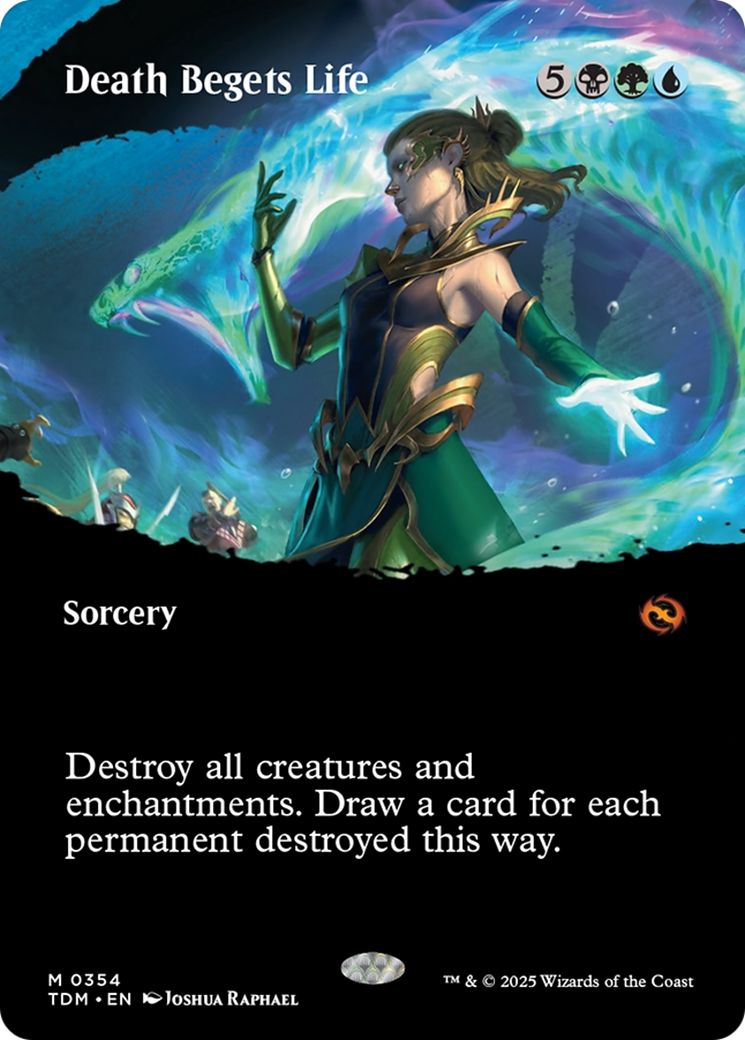 Death Begets Life 5
Sorcery
Destroy all creatures and
enchantments. Draw a card for each
permanent destroyed this way.
M 0354
TDM • EN Joshua Raphael
™ & © 2025 Wizards of the Coast